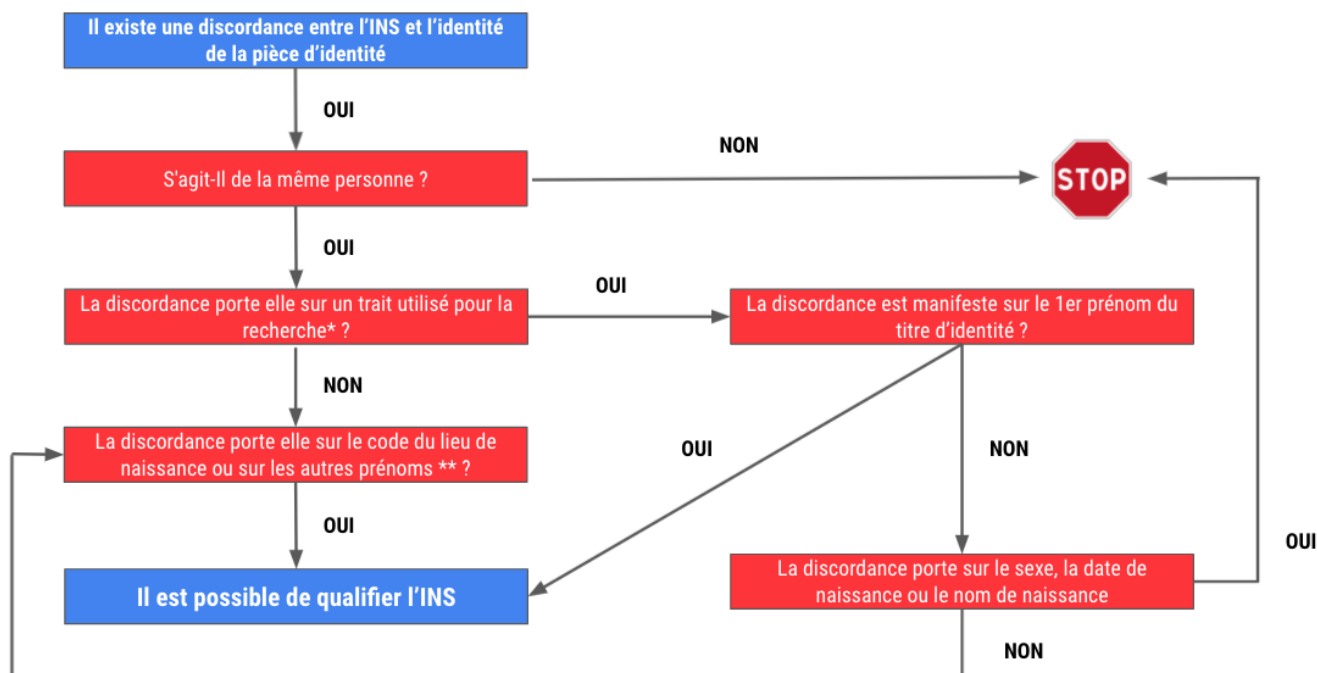 Il existe une discordance entre l'INS et l'identité
de la pièce d'identité
OUI
NON
S'agit-Il de la même personne ?
STOP
OUI
La discordance porte elle sur un trait utilisé pour la
recherche* ?
OUI
La discordance est manifeste sur le 1er prénom du
titre d'identité ?
NON
La discordance porte elle sur le code du lieu de
naissance ou sur les autres prénoms ** ?
OUI
NON
OUI
OUI
Il est possible de qualifier l'INS
La discordance porte sur le sexe, la date de
naissance ou le nom de naissance
NON